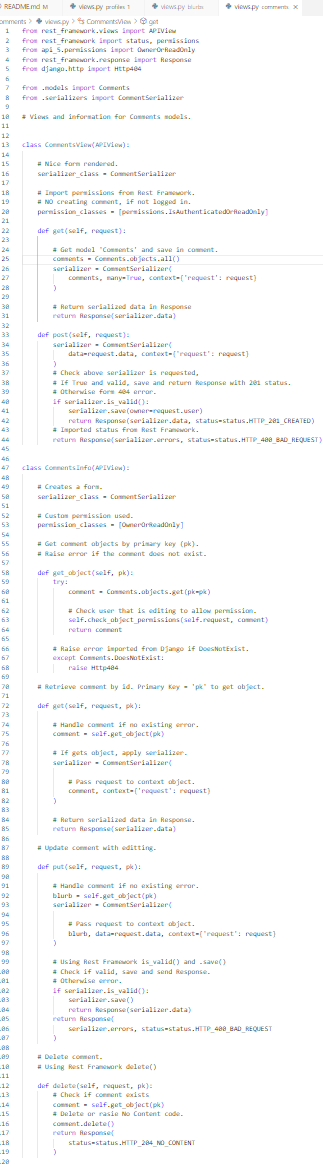 README.md M views.py profiles 1 views.py blurbs views.py comments ×
comments > views.py > CommentsView > get
1 from rest_framework.views import APIView
2 from rest_framework import status, permissions
3 from api_5.permissions import OwnerOrReadOnly
4 from rest_framework.response import Response
5 from django.http import Http404
6
7 from .models import Comments
8 from .serializers import CommentSerializer
9
10 # Views and information for Comments models.
11
12
13 class CommentsView(APIView):
14
15 # Nice form rendered.
16 serializer_class = CommentSerializer
17
18 # import permissions from Rest Framework.
19 # NO creating comment, if not logged in.
20 permission_classes = [permissions.IsAuthenticatedOrReadOnly]
21
22 def get(self, request):
23
24 # Get model 'Comments' and save in comment.
25 comments = Comments.objects.all()
26 serializer = CommentSerializer(
27 comments, many=True, context={'request': request}
28 )
29
30 # Return serialized data in Response
31 return Response(serializer.data)
32
33 def post(self, request):
34 serializer = CommentSerializer(
35 data=request.data, context={'request': request}
36 )
37 # Check above serializer is requested,
38 # If True and valid, save and return Response with 201 status.
39 # Otherwise form 404 error.
40 if serializer.is_valid():
41 serializer.save(owner=request.user)
42 return Response(serializer.data, status=status.HTTP_201_CREATED)
43 # Imported status from Rest Framework.
44 return Response(serializer.errors, status=status.HTTP_400_BAD_REQUEST)
45
46
47 class CommentsInfo(APIView):
48
49 # Creates a form.
50 serializer_class = CommentSerializer
51
52 # Custom permission used.
53 permission_classes = [OwnerOrReadOnly]
54
55 # Get comment objects by primary key (pk).
56 # Raise error if the comment does not exist.
57
58 def get_object(self, pk):
59 try:
60 comment = Comments.objects.get(pk=pk)
61
62 # Check user that is editing to allow permission.
63 self.check_object_permissions(self.request, comment)
64 return comment
65
66 # Raise error imported from Django if DoesNotExist.
67 except Comments.DoesNotExist:
68 raise Http404
69
70 # Retrieve comment by id. Primary Key = 'pk' to get object.
71
72 def get(self, request, pk):
73
74 # Handle comment if no existing error.
75 comment = self.get_object(pk)
76
77 # If gets object, apply serializer.
78 serializer = CommentSerializer(
79
80 # Pass request to context object.
81 comment, context={'request': request}
82 )
83
84 # Return serialized data in Response.
85 return Response(serializer.data)
86
87 # Update comment with editting.
88
89 def put(self, request, pk):
90
91 # Handle comment if no existing error.
92 blurb = self.get_object(pk)
93 serializer = CommentSerializer(
94
95 # Pass request to context object.
96 blurb, data=request.data, context={'request': request}
97 )
98
99 # Using Rest Framework is_valid() and .save()
100 # Check if valid, save and send Response.
101 # Otherwise error.
102 if serializer.is_valid():
103 serializer.save()
104 return Response(serializer.data)
105 return Response(
106 serializer.errors, status=status.HTTP_400_BAD_REQUEST
107 )
108
109 # Delete comment.
110 # Using Rest Framework delete()
111
112 def delete(self, request, pk):
113 # Check if comment exists
114 comment = self.get_object(pk)
115 # Delete or rasie No Content code.
116 comment.delete()
117 return Response(
118 status=status.HTTP_204_NO_CONTENT
119 )
120